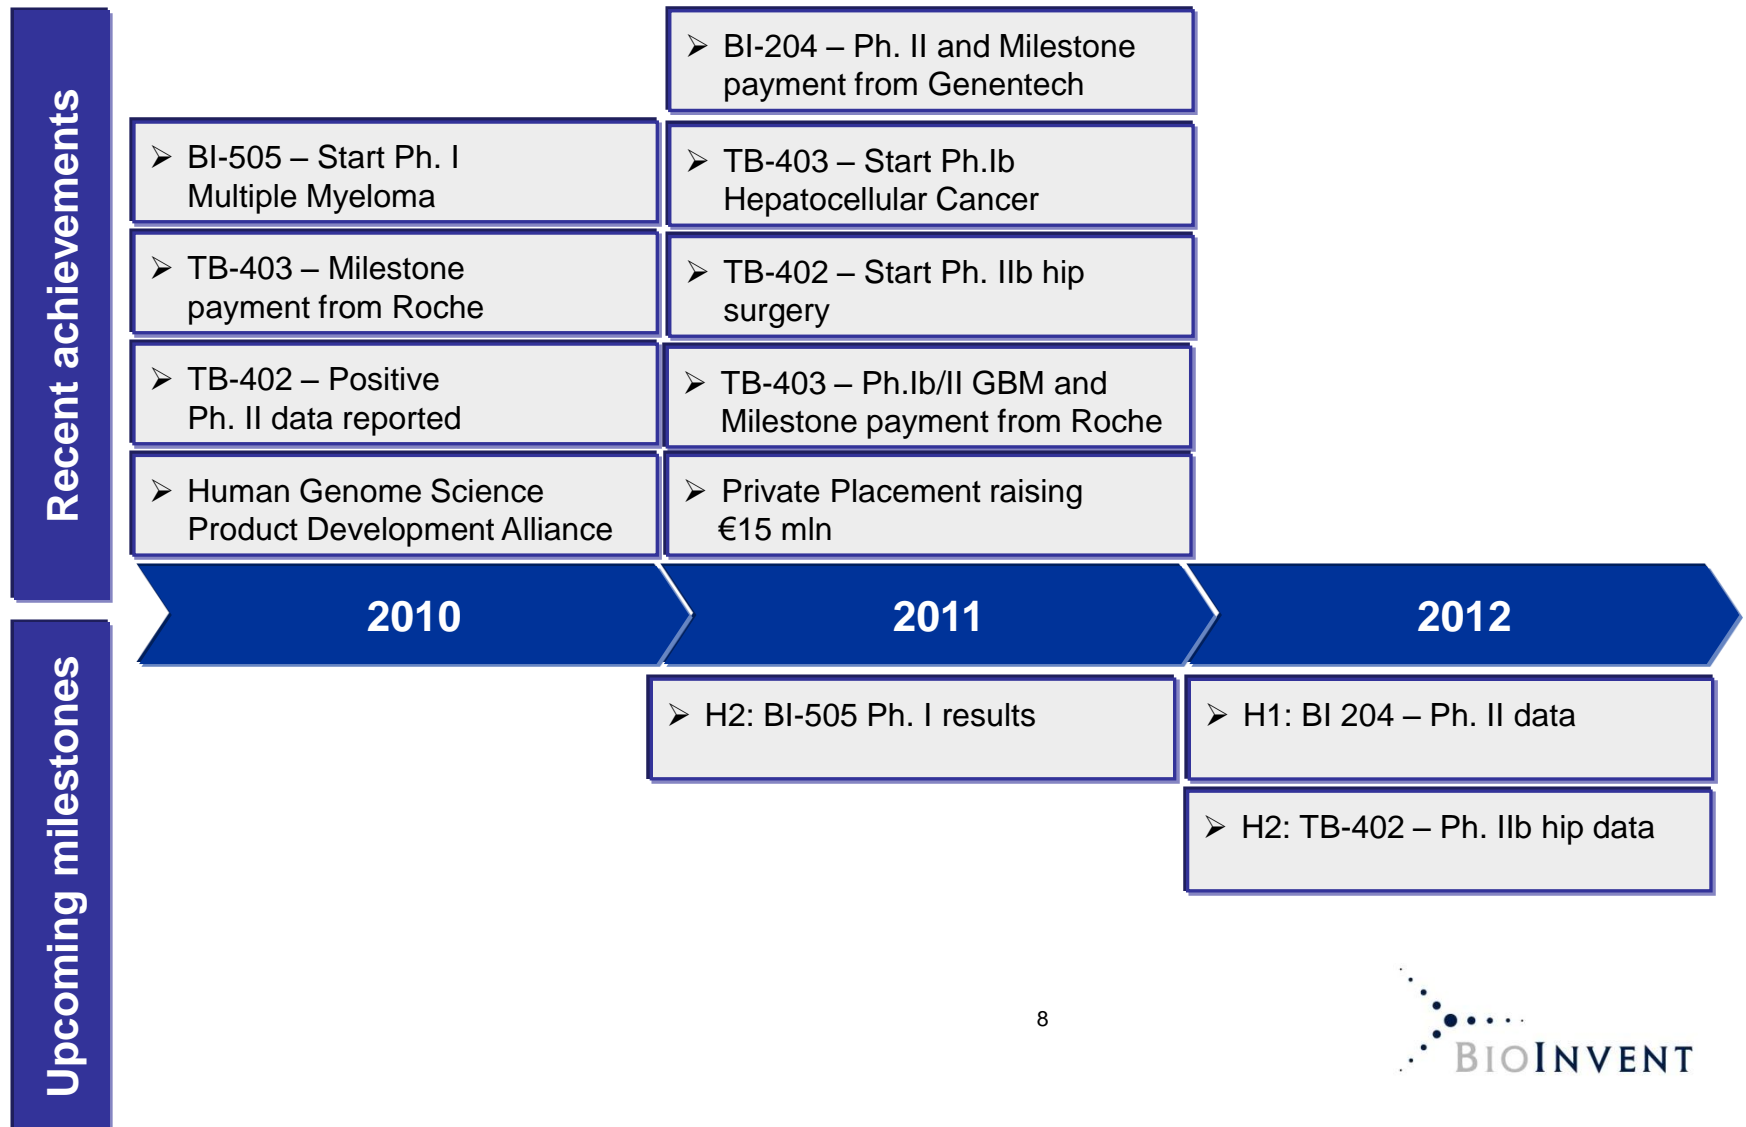 Recent achievements
➢ BI-505 – Start Ph. I
Multiple Myeloma
➢ TB-403 – Milestone
payment from Roche
➢ TB-402 – Positive
Ph. II data reported
➢ Human Genome Science
Product Development Alliance
➢ BI-204 – Ph. II and Milestone
payment from Genentech
➢ TB-403 – Start Ph.Ib
Hepatocellular Cancer
➢ TB-402 – Start Ph. IIb hip
surgery
➢ TB-403 – Ph.Ib/II GBM and
Milestone payment from Roche
➢ Private Placement raising
€15 mln
2010
2011
2012
Upcoming milestones
➢ H2: BI-505 Ph. I results
➢ H1: BI 204 – Ph. II data
➢ H2: TB-402 – Ph. IIb hip data
8
BIOINVENT